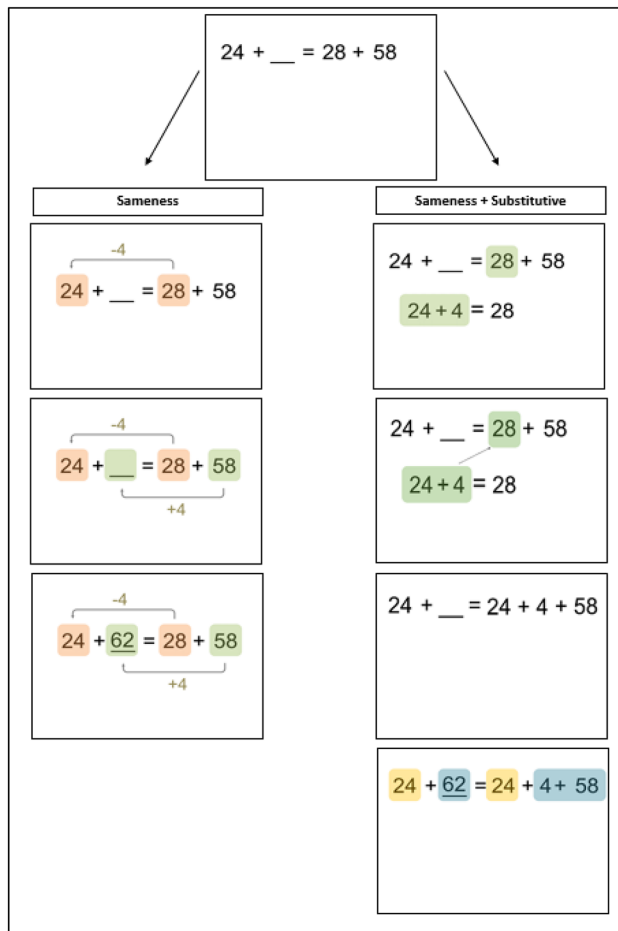 24 + __ = 28 + 58
Sameness
-4
24 + __ = 28 + 58
-4
24 + __ = 28 + 58
+4
-4
24 + 62 = 28 + 58
+4
Sameness + Substitutive
24 + __ = 28 + 58
24 + 4 = 28
24 + __ = 28 + 58
24 + 4 = 28
24 + __ = 24 + 4 + 58
24 + 62 = 24 + 4 + 58